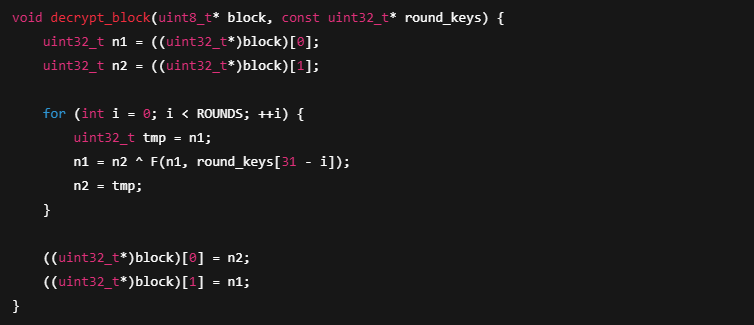 void decrypt_block(uint8_t* block, const uint32_t* round_keys) {
    uint32_t n1 = ((uint32_t*)block)[0];
    uint32_t n2 = ((uint32_t*)block)[1];

    for (int i = 0; i < ROUNDS; ++i) {
        uint32_t tmp = n1;
        n1 = n2 ^ F(n1, round_keys[31 - i]);
        n2 = tmp;
    }

    ((uint32_t*)block)[0] = n2;
    ((uint32_t*)block)[1] = n1;
}